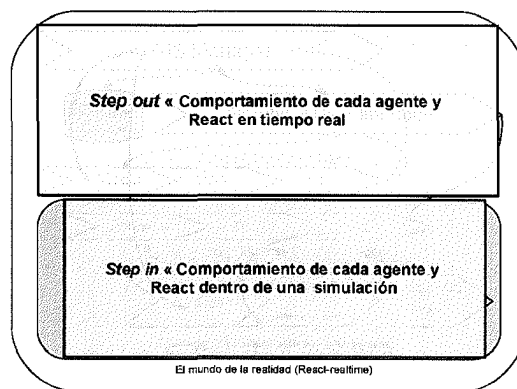 Step out « Comportamiento de cada agente y
React en tiempo real
Step in « Comportamiento de cada agente y
React dentro de una simulación
El mundo de la realidad (React-realtime)